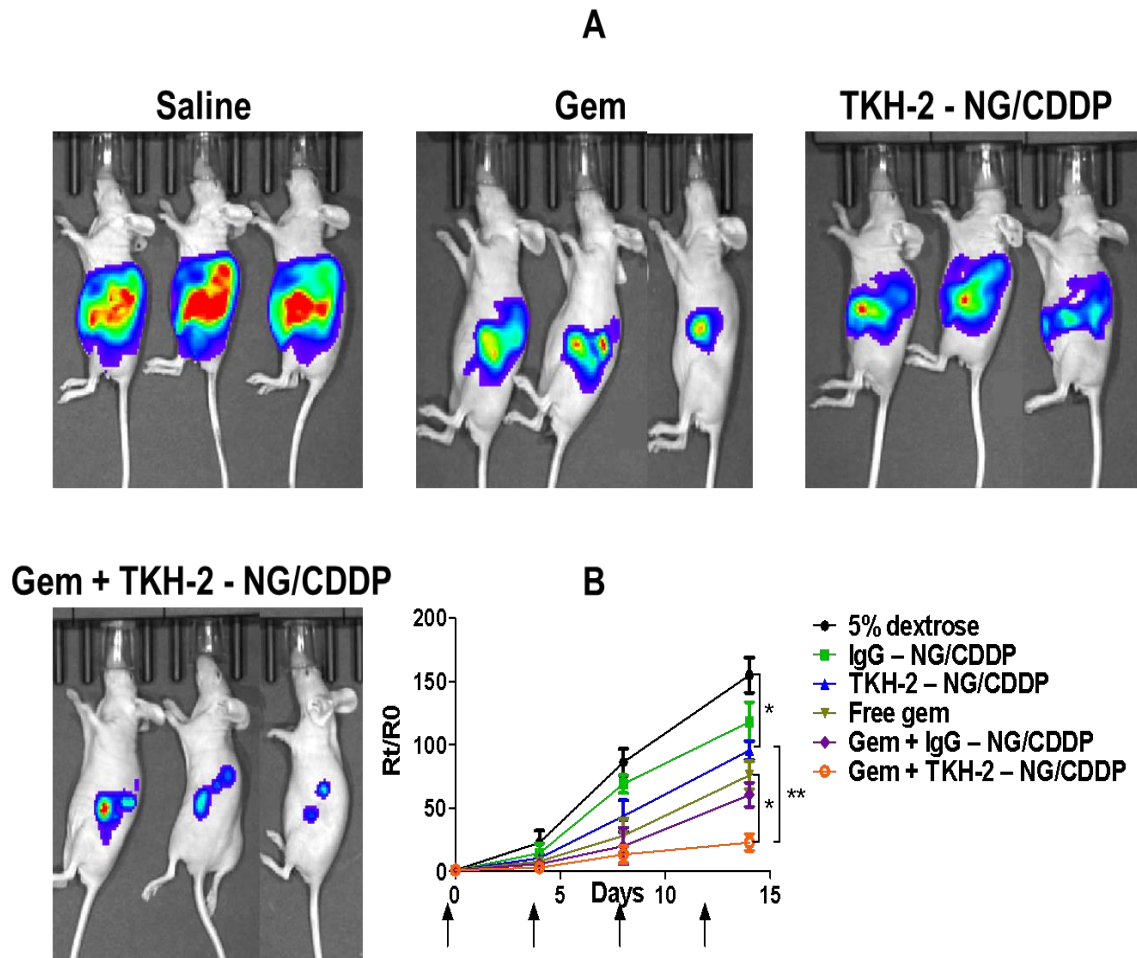 A
Saline
Gem
TKH-2 - NG/CDDP
Gem + TKH-2 - NG/CDDP
B
200
150
100
50
0
Rt/R0
0
5
10
15
Days
*
*
**
5% dextrose
IgG – NG/CDDP
TKH-2 – NG/CDDP
Free gem
Gem + IgG – NG/CDDP
Gem + TKH-2 – NG/CDDP